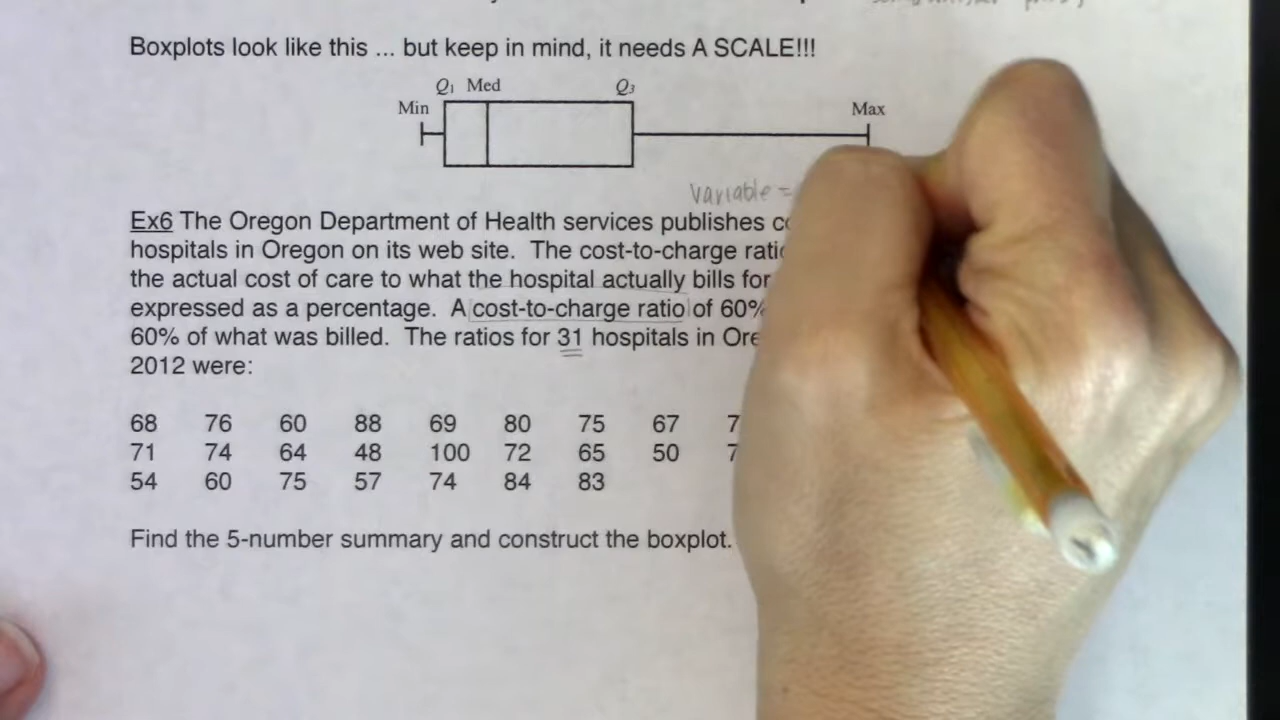 Boxplots look like this ... but keep in mind, it needs A SCALE!!!
Q₁ Med Q₃
Min Max
variable =
Ex6 The Oregon Department of Health services publishes
hospitals in Oregon on its web site. The cost-to-charge
the actual cost of care to what the hospital actually bills for
expressed as a percentage. A cost-to-charge ratio of 60%
60% of what was billed. The ratios for 31 hospitals in
2012 were:
68 76 60 88 69 80 75 67
71 74 64 48 100 72 65 50
54 60 75 57 74 84 83
Find the 5-number summary and construct the boxplot.